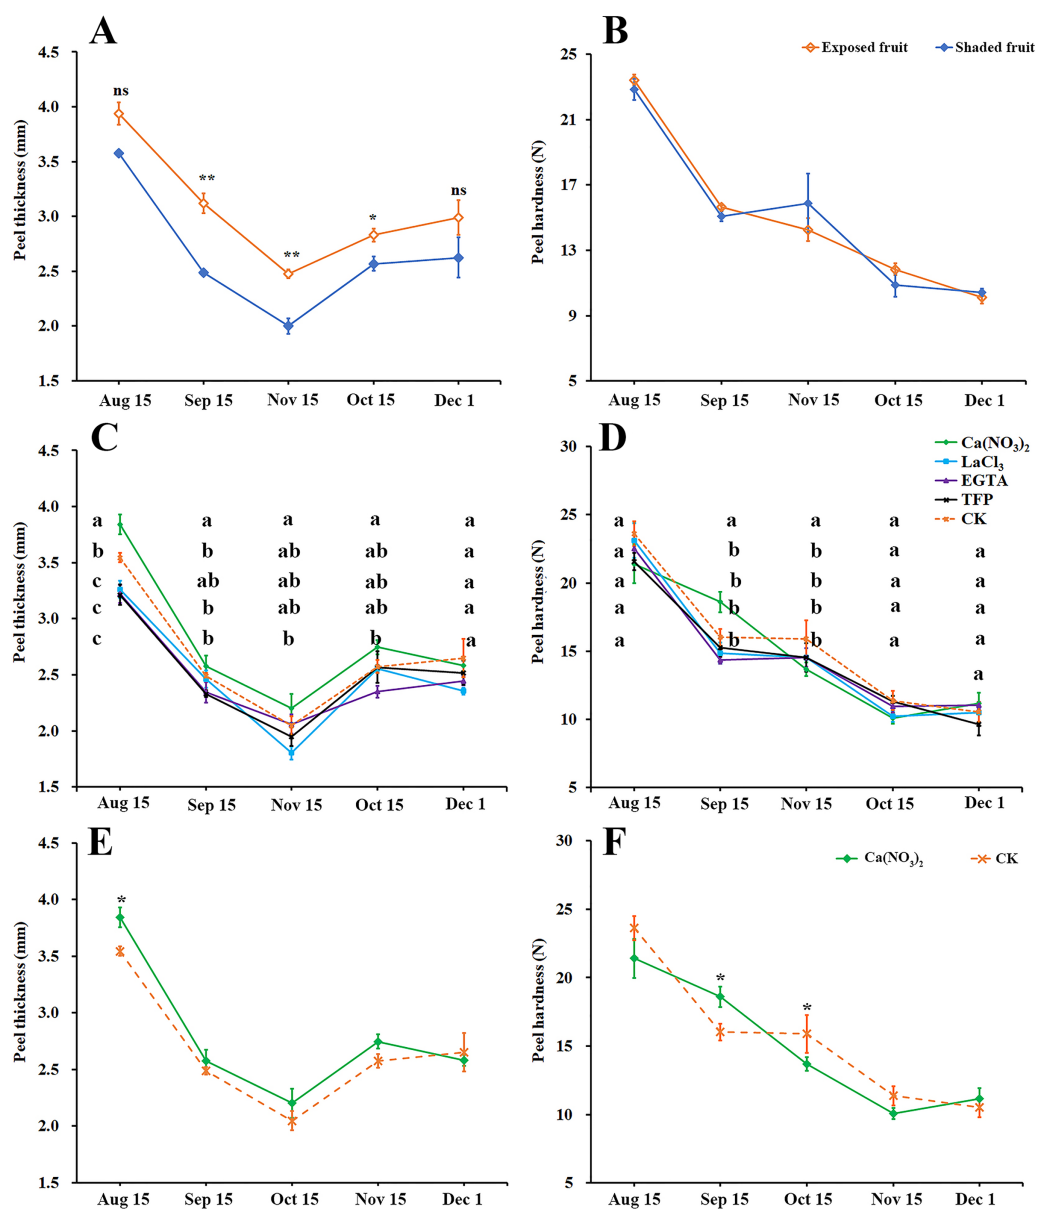 A
Peel thickness (mm)
4.5
4.0
3.5
3.0
2.5
2.0
1.5
ns
**
**
*
ns
Aug 15 Sep 15 Nov 15 Oct 15 Dec 1
B
Exposed fruit Shaded fruit
Peel hardness (N)
25
21
17
13
9
5
Aug 15 Sep 15 Nov 15 Oct 15 Dec 1
C
Peel thickness (mm)
4.5
4.0
3.5
3.0
2.5
2.0
1.5
a a a a a
b b ab ab a
c ab ab ab a
c b ab ab a
c b b b a
Aug 15 Sep 15 Nov 15 Oct 15 Dec 1
D
Ca(NO₃)₂
LaCl₃
EGTA
TFP
CK
Peel hardness (N)
30
25
20
15
10
5
a a a a
a b b a a
a b b a a
a b b a a
a b b a a
a
Aug 15 Sep 15 Nov 15 Oct 15 Dec 1
E
Peel thickness (mm)
4.5
4.0
3.5
3.0
2.5
2.0
1.5
*
Aug 15 Sep 15 Oct 15 Nov 15 Dec 1
F
Ca(NO₃)₂ CK
Peel hardness (N)
30
25
20
15
10
5
*
*
Aug 15 Sep 15 Oct 15 Nov 15 Dec 1